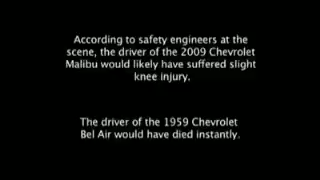 According to safety engineers at the
scene, the driver of the 2009 Chevrolet
Malibu would likely have suffered slight
knee injury.
The driver of the 1959 Chevrolet
Bel Air would have died instantly.